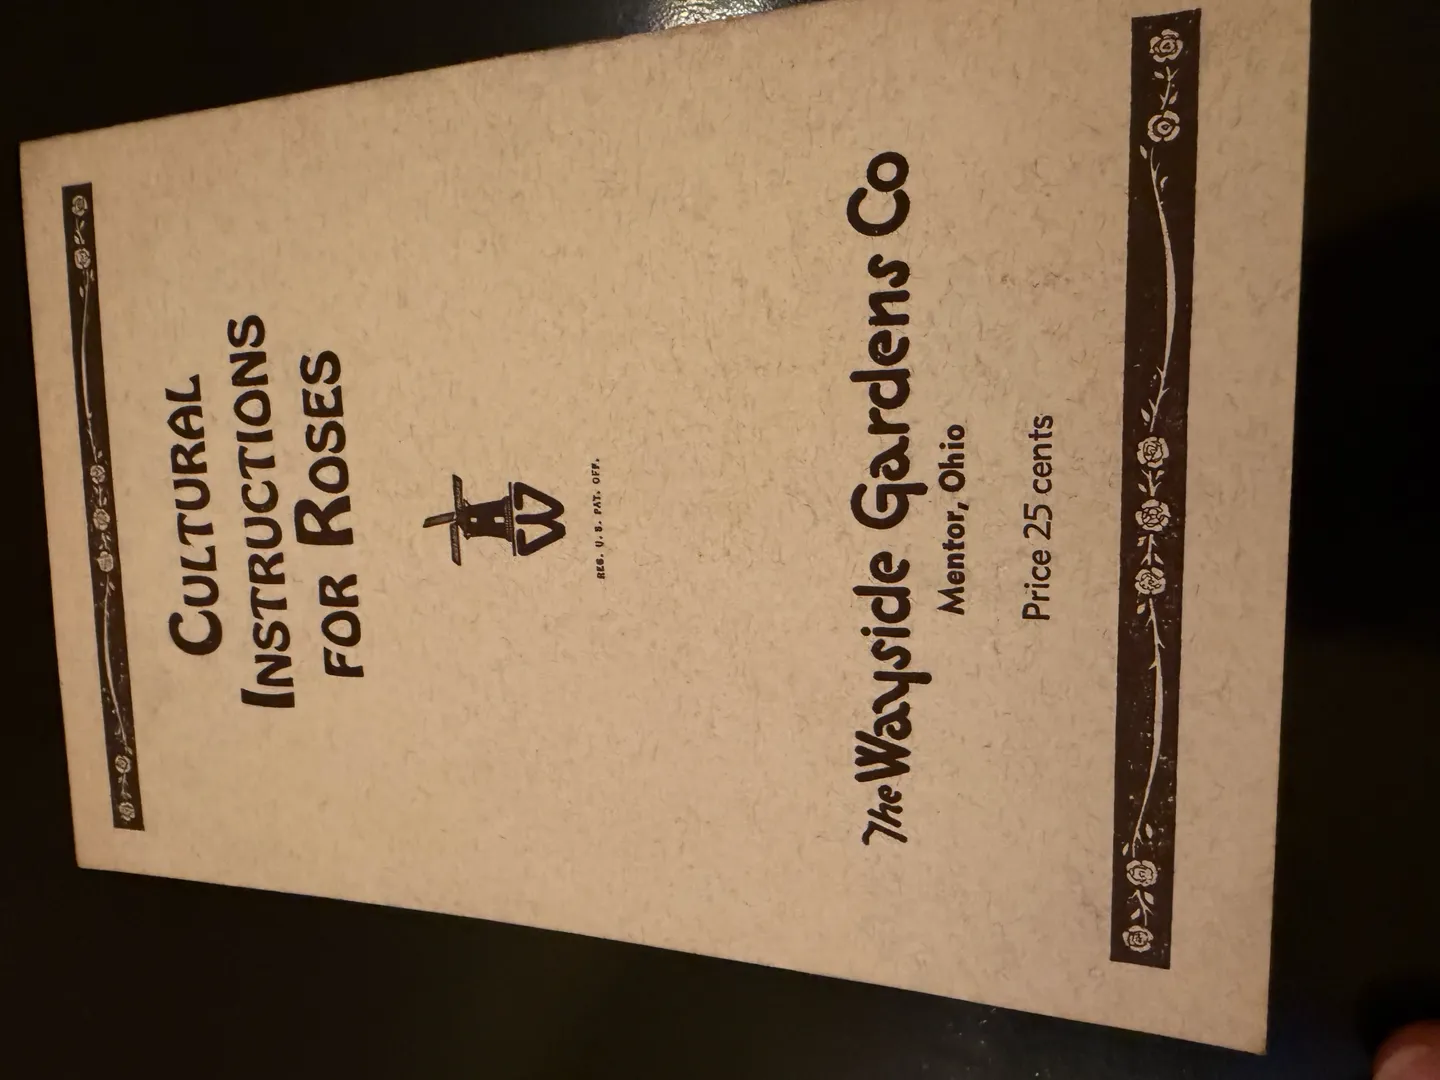 CULTURAL
INSTRUCTIONS
FOR ROSES
W
REG. U. S. PAT. OFF.
The Wayside Gardens Co
Mentor, Ohio
Price 25 cents